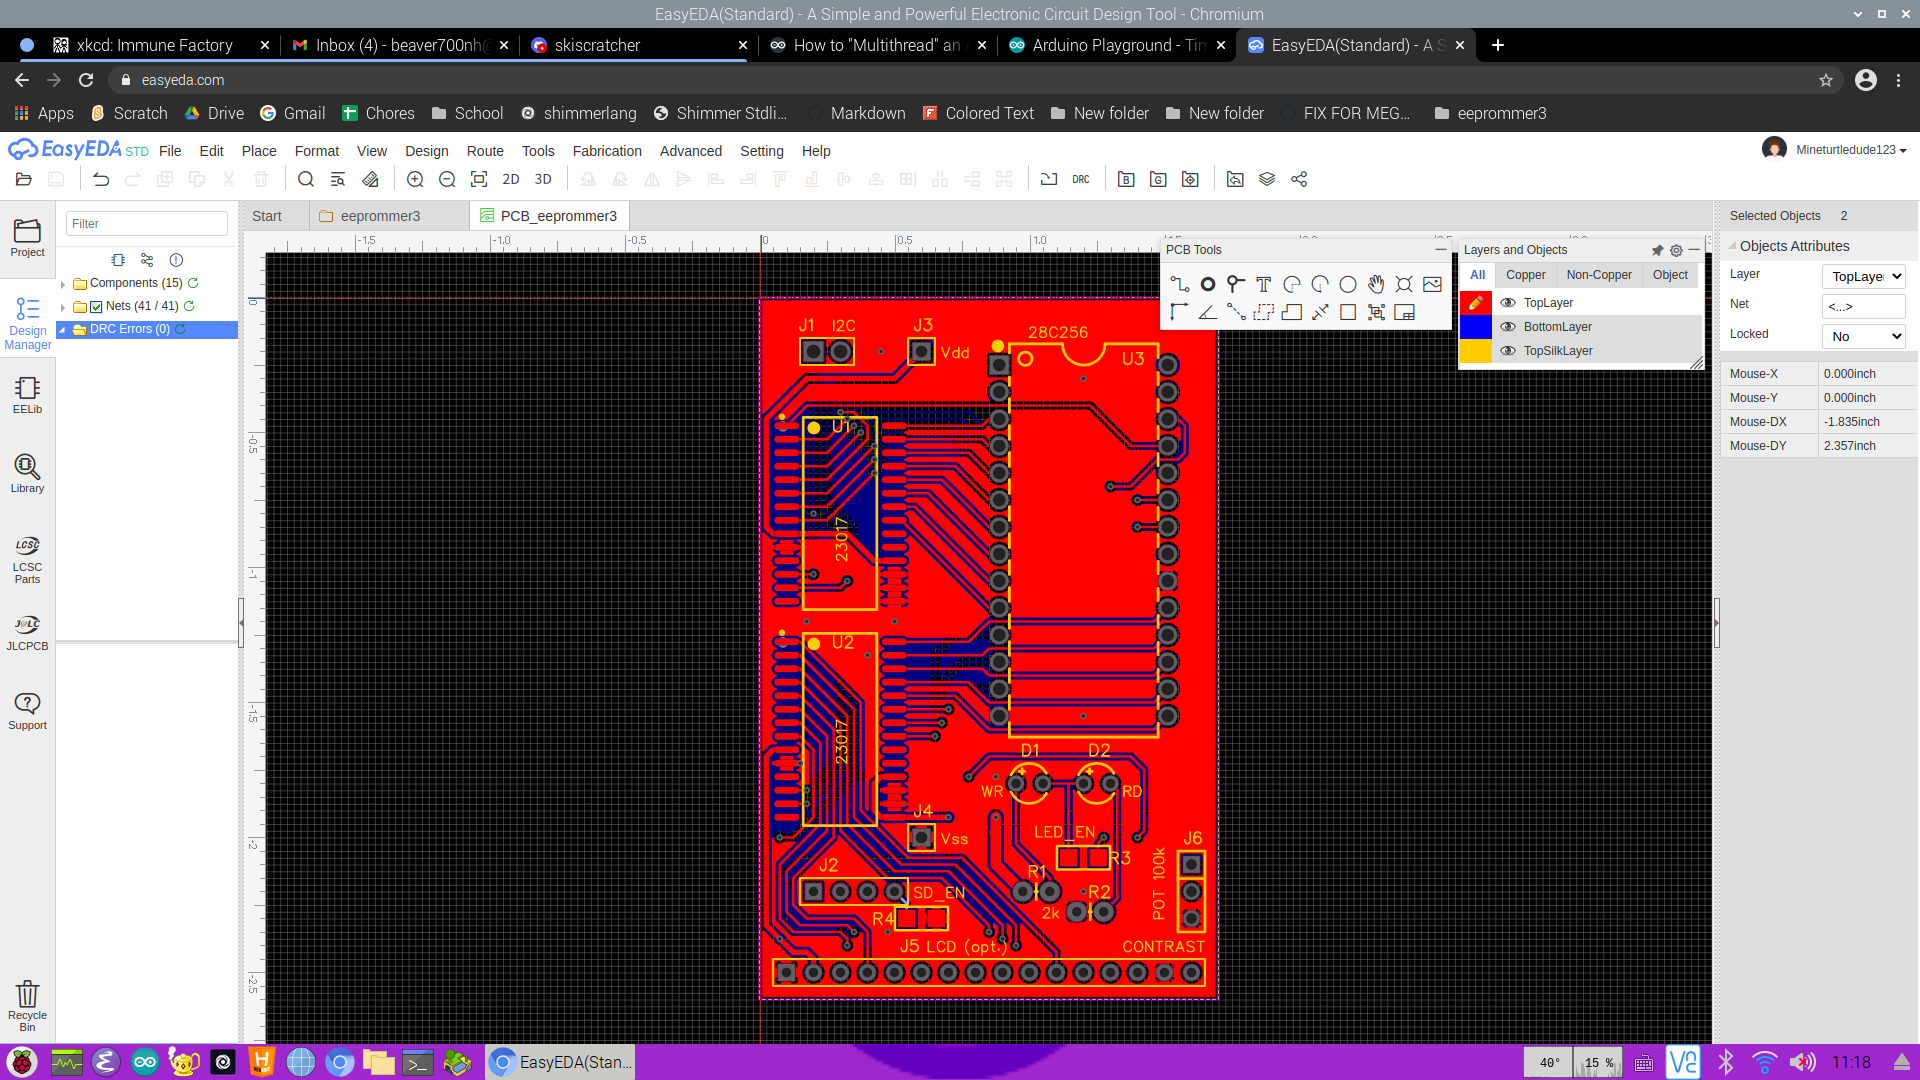 EasyEDA(Standard) - A Simple and Powerful Electronic Circuit Design Tool - Chromium
xkcd: Immune Factory
Inbox (4) - beaver700nh@
skiscratcher
How to "Multithread" an
Arduino Playground - Tim
EasyEDA(Standard) - A S
easyeda.com
Apps Scratch Drive Gmail Chores School shimmerlang Shimmer Stdli... Markdown Colored Text New folder New folder FIX FOR MEG... eeprommer3
EasyEDA STD File Edit Place Format View Design Route Tools Fabrication Advanced Setting Help
Mineturtledude123
2D 3D DRC
B G
Project
Design Manager
EELib
Library
LCSC
LCSC Parts
J@LC
JLCPCB
Support
Recycle Bin
Filter
Components (15)
Nets (41 / 41)
DRC Errors (0)
Start eeprommer3 PCB_eeprommer3
-1.5 -1.0 -0.5 0 0.5 1.0
0
-0.5
-1
-1.5
-2
-2.5
PCB Tools
Layers and Objects
All Copper Non-Copper Object
TopLayer
BottomLayer
TopSilkLayer
Selected Objects 2
Objects Attributes
Layer TopLayer
Net <...>
Locked No
Mouse-X 0.000inch
Mouse-Y 0.000inch
Mouse-DX -1.835inch
Mouse-DY 2.357inch
J1 I2C J3
Vdd
28C256
U3
U1
23017
U2
23017
D1 D2
WR RD
J4
Vss
LED_EN
R3
J6
POT 100k
J2
SD_EN
R1
R2
2k
R4
J5 LCD (opt.)
CONTRAST
EasyEDA(Stan...
40°
15 %
11:18